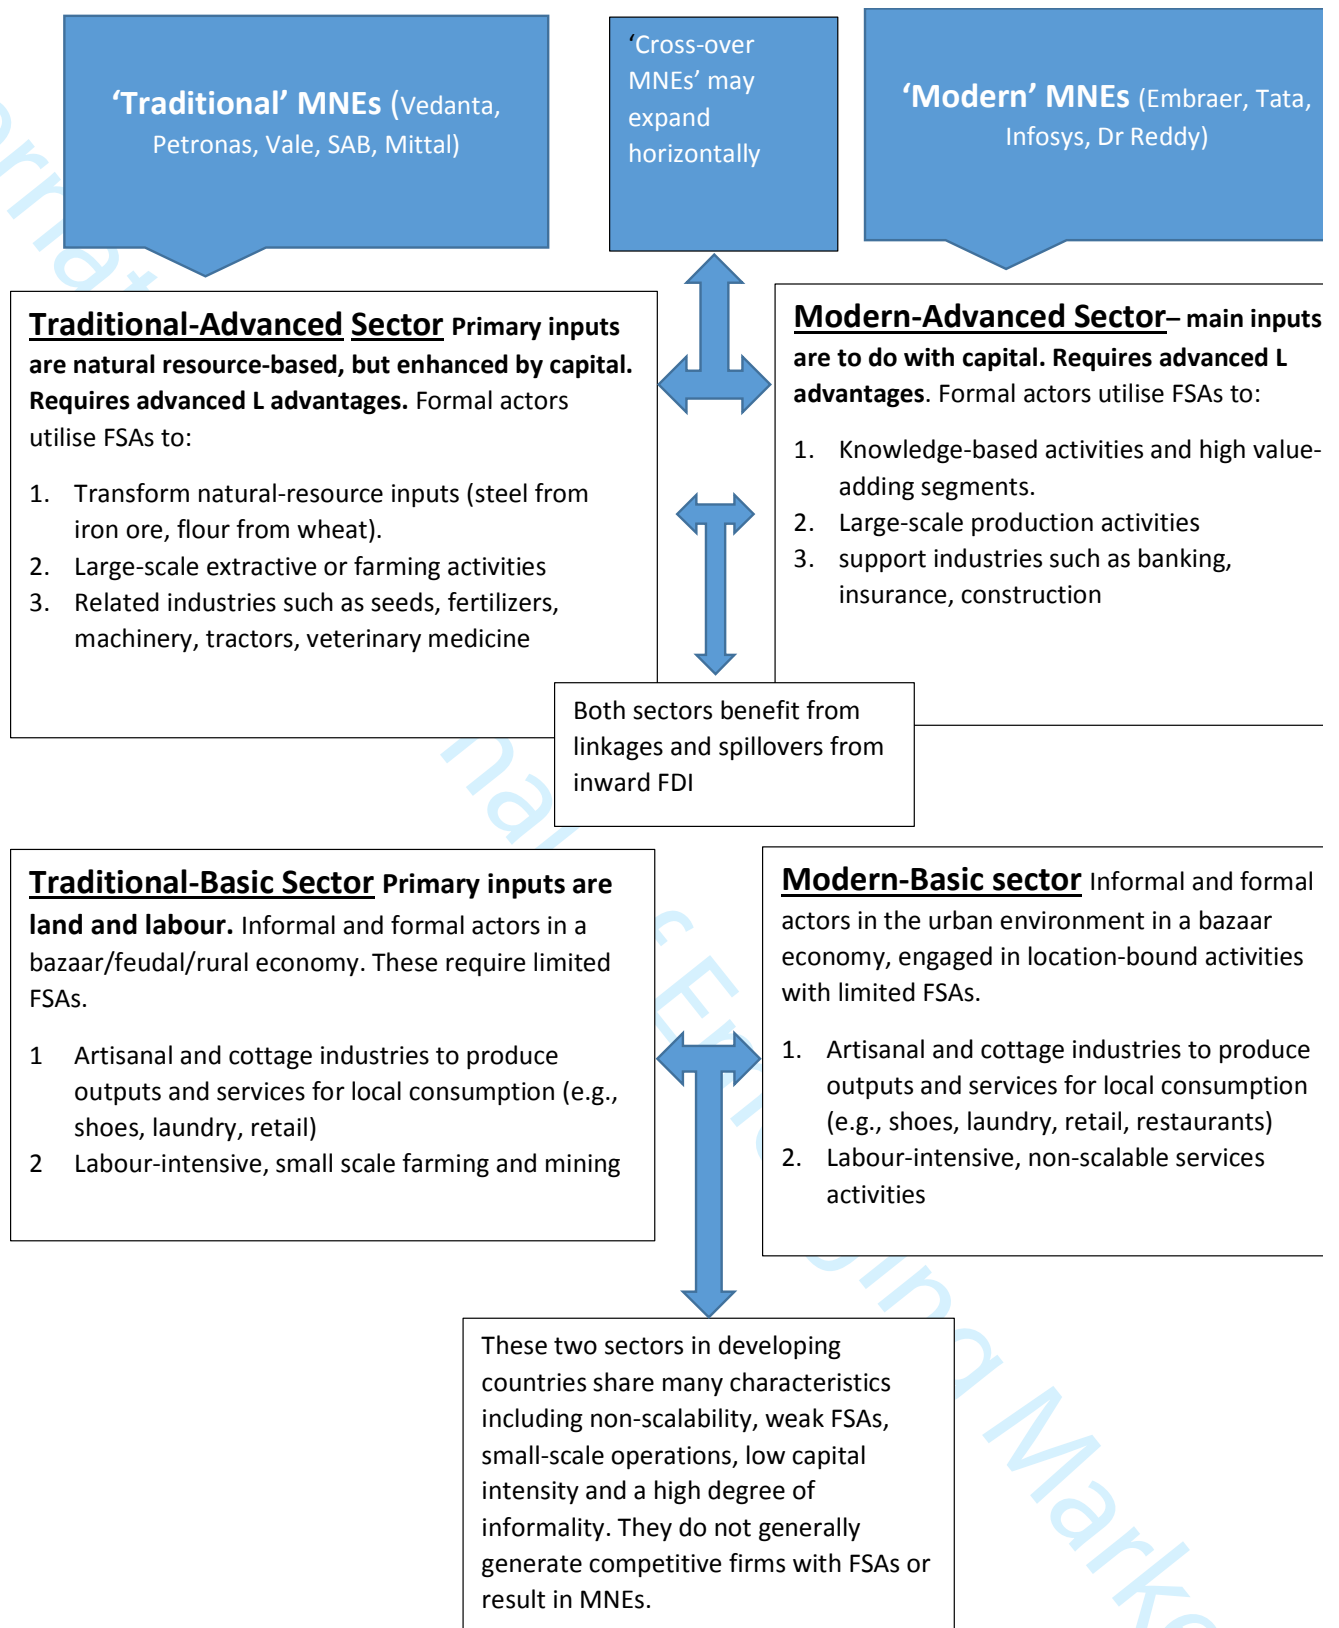 ‘Traditional’ MNEs (Vedanta,
Petronas, Vale, SAB, Mittal)
‘Cross-over
MNEs’ may
expand
horizontally
‘Modern’ MNEs (Embraer, Tata,
Infosys, Dr Reddy)
Traditional-Advanced Sector Primary inputs
are natural resource-based, but enhanced by capital.
Requires advanced L advantages. Formal actors
utilise FSAs to:
1. Transform natural-resource inputs (steel from
iron ore, flour from wheat).
2. Large-scale extractive or farming activities
3. Related industries such as seeds, fertilizers,
machinery, tractors, veterinary medicine
Modern-Advanced Sector– main inputs
are to do with capital. Requires advanced L
advantages. Formal actors utilise FSAs to:
1. Knowledge-based activities and high value-
adding segments.
2. Large-scale production activities
3. support industries such as banking,
insurance, construction
Both sectors benefit from
linkages and spillovers from
inward FDI
Traditional-Basic Sector Primary inputs are
land and labour. Informal and formal actors in a
bazaar/feudal/rural economy. These require limited
FSAs.
1 Artisanal and cottage industries to produce
outputs and services for local consumption (e.g.,
shoes, laundry, retail)
2 Labour-intensive, small scale farming and mining
Modern-Basic sector Informal and formal
actors in the urban environment in a bazaar
economy, engaged in location-bound activities
with limited FSAs.
1. Artisanal and cottage industries to produce
outputs and services for local consumption
(e.g., shoes, laundry, retail, restaurants)
2. Labour-intensive, non-scalable services
activities
These two sectors in developing
countries share many characteristics
including non-scalability, weak FSAs,
small-scale operations, low capital
intensity and a high degree of
informality. They do not generally
generate competitive firms with FSAs or
result in MNEs.